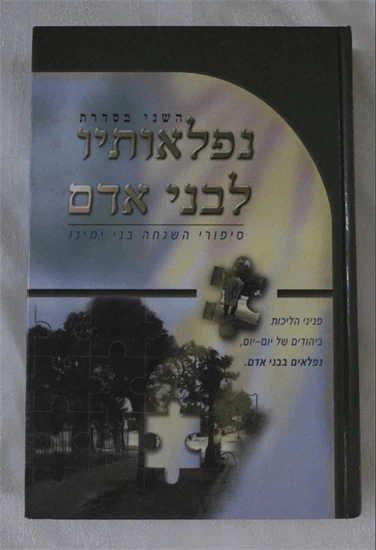 השני בסדרת
נפלאותיו
לבני אדם
סיפורי השגחה בני ימינו
פניני הליכות
ביהודים של יום-יום,
נפלאים בבני אדם.